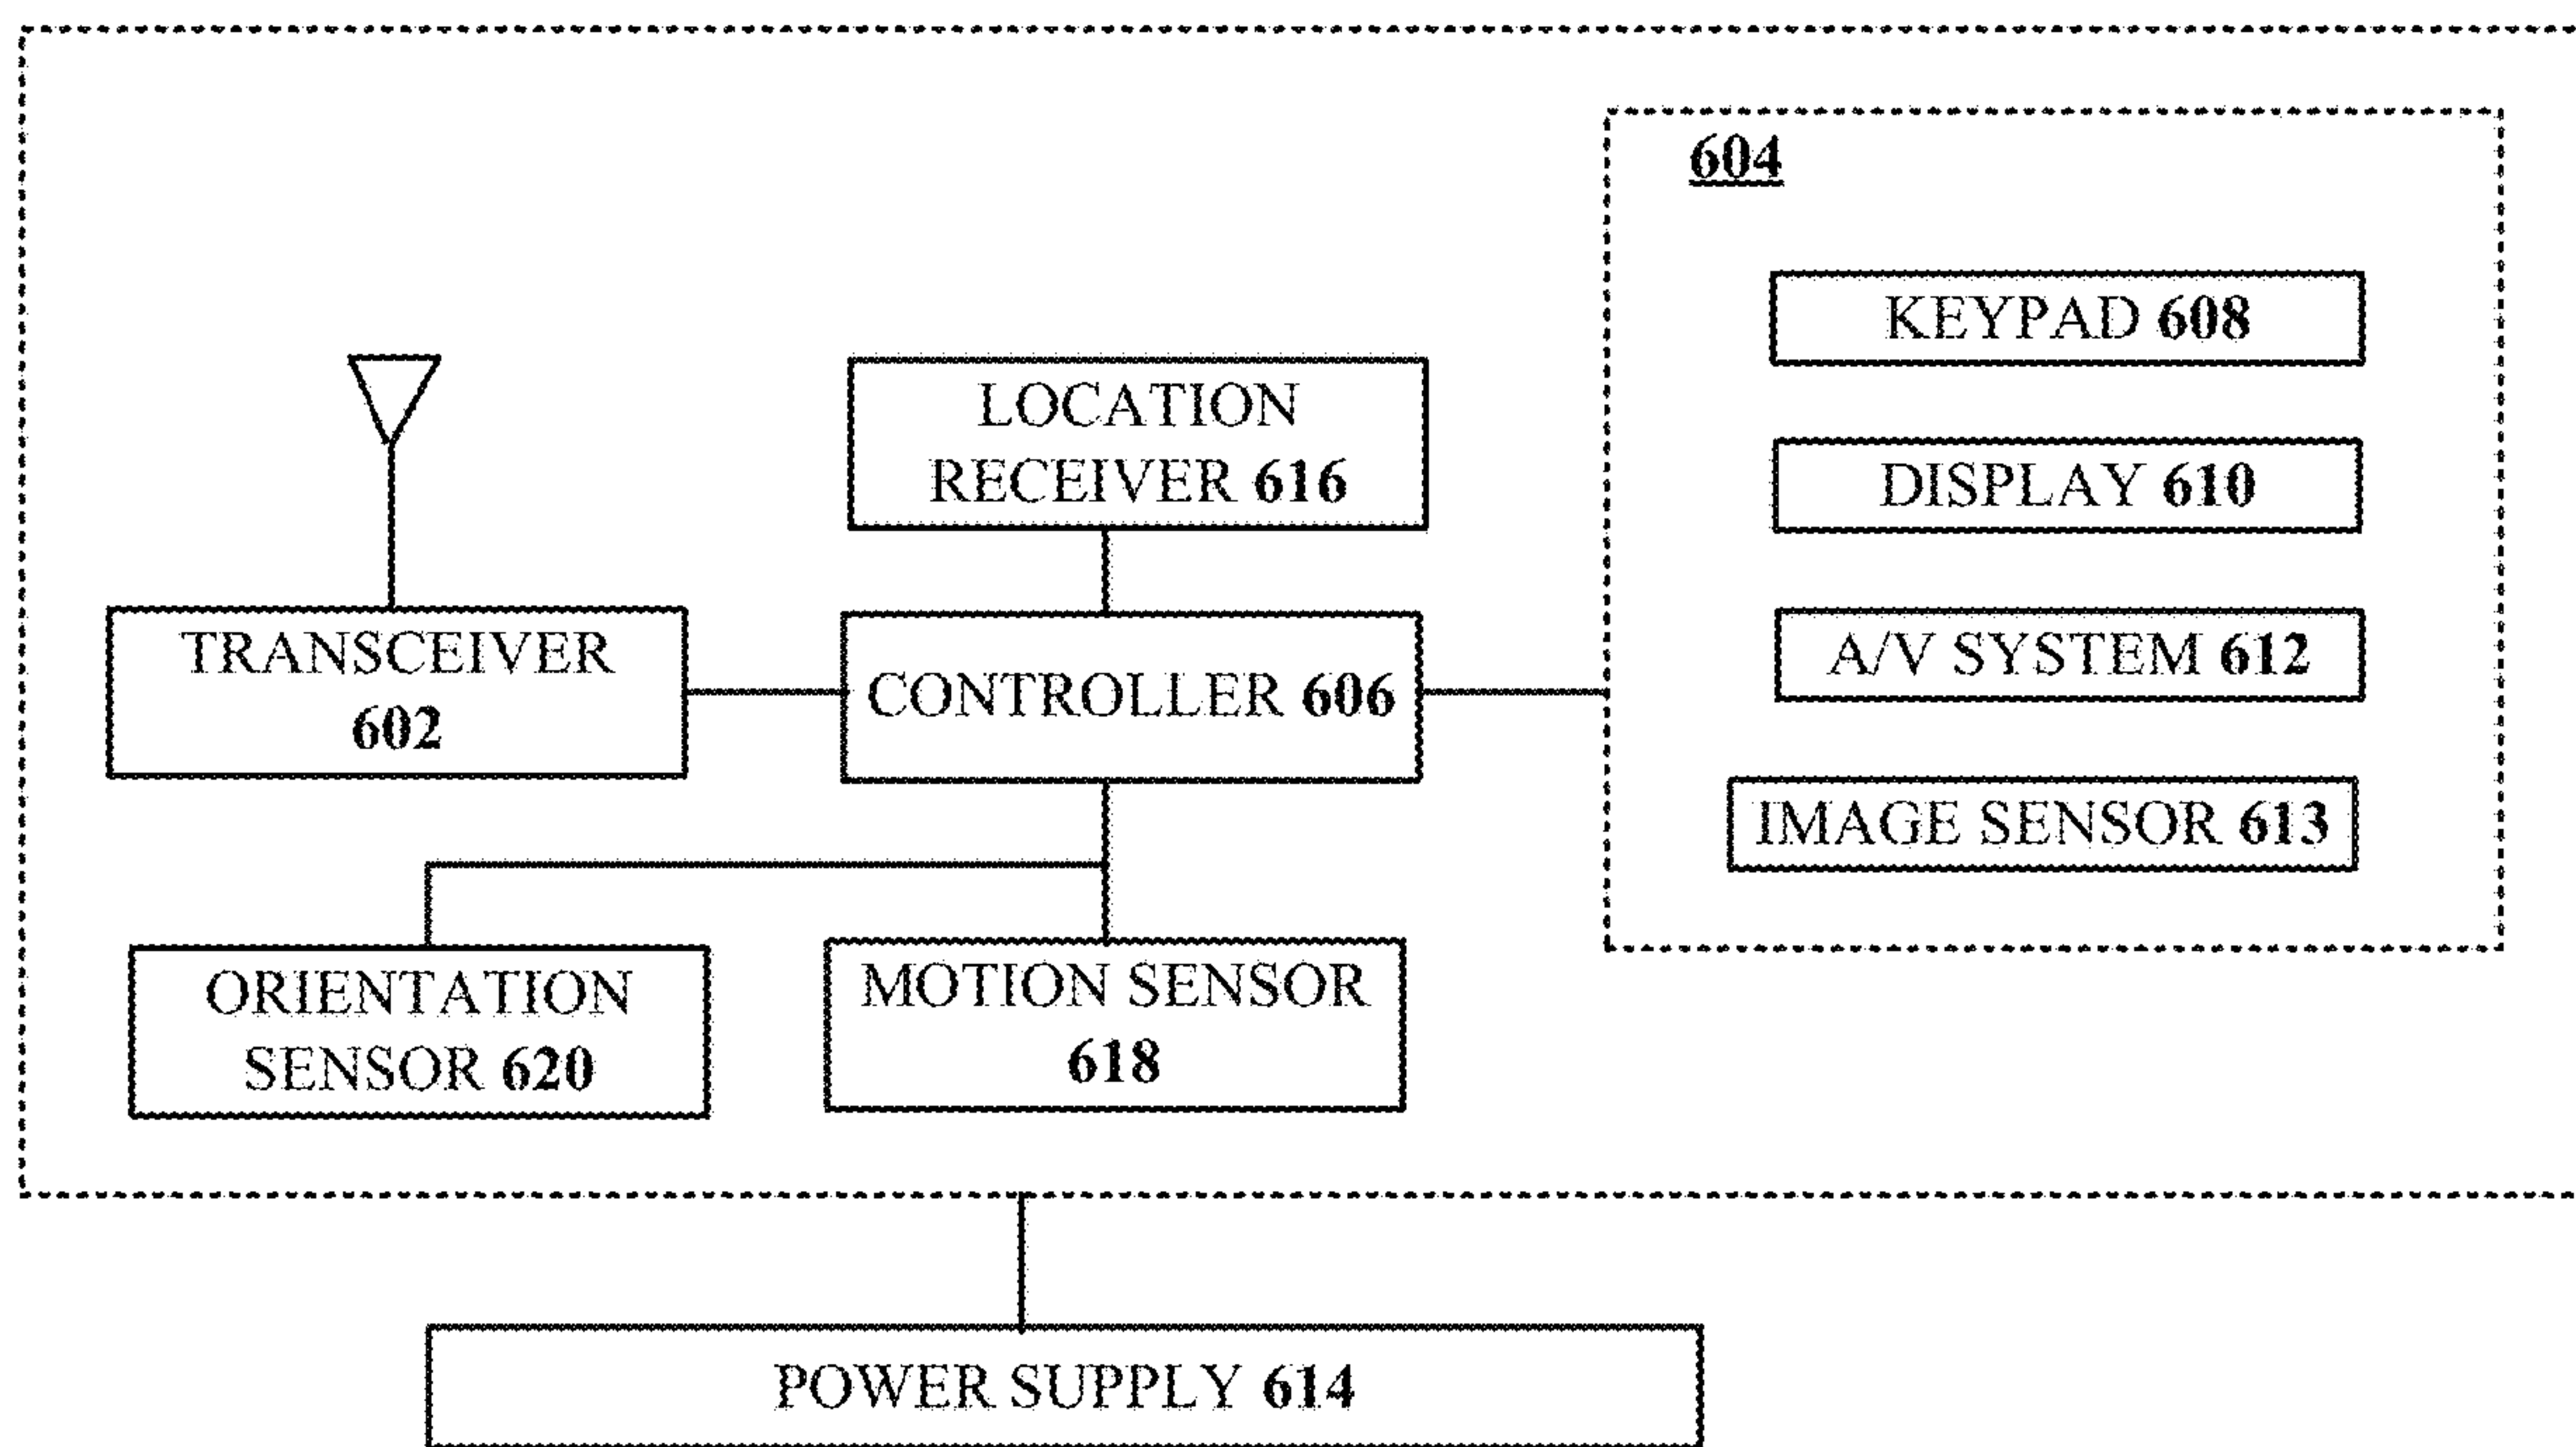 604
KEYPAD 608
LOCATION
RECEIVER 616
DISPLAY 610
TRANSCEIVER
602
CONTROLLER 606
A/V SYSTEM 612
IMAGE SENSOR 613
ORIENTATION
SENSOR 620
MOTION SENSOR
618
POWER SUPPLY 614